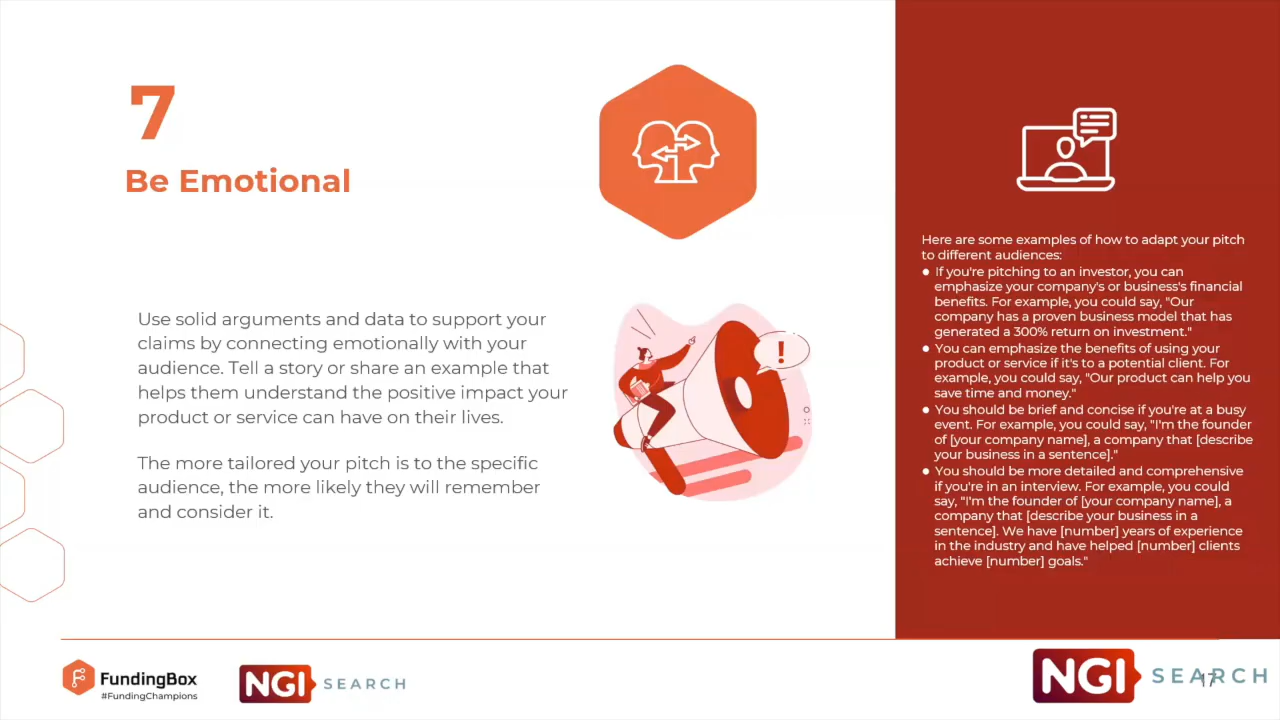 7
Be Emotional
Use solid arguments and data to support your
claims by connecting emotionally with your
audience. Tell a story or share an example that
helps them understand the positive impact your
product or service can have on their lives.
The more tailored your pitch is to the specific
audience, the more likely they will remember
and consider it.
!
Here are some examples of how to adapt your pitch
to different audiences:
● If you're pitching to an investor, you can
emphasize your company's or business's financial
benefits. For example, you could say, "Our
company has a proven business model that has
generated a 300% return on investment."
● You can emphasize the benefits of using your
product or service if it's to a potential client. For
example, you could say, "Our product can help you
save time and money."
● You should be brief and concise if you're at a busy
event. For example, you could say, "I'm the founder
of [your company name], a company that [describe
your business in a sentence]."
● You should be more detailed and comprehensive
if you're in an interview. For example, you could
say, "I'm the founder of [your company name], a
company that [describe your business in a
sentence]. We have [number] years of experience
in the industry and have helped [number] clients
achieve [number] goals."
FundingBox
#FundingChampions
NGI SEARCH
NGI SEARCH
17